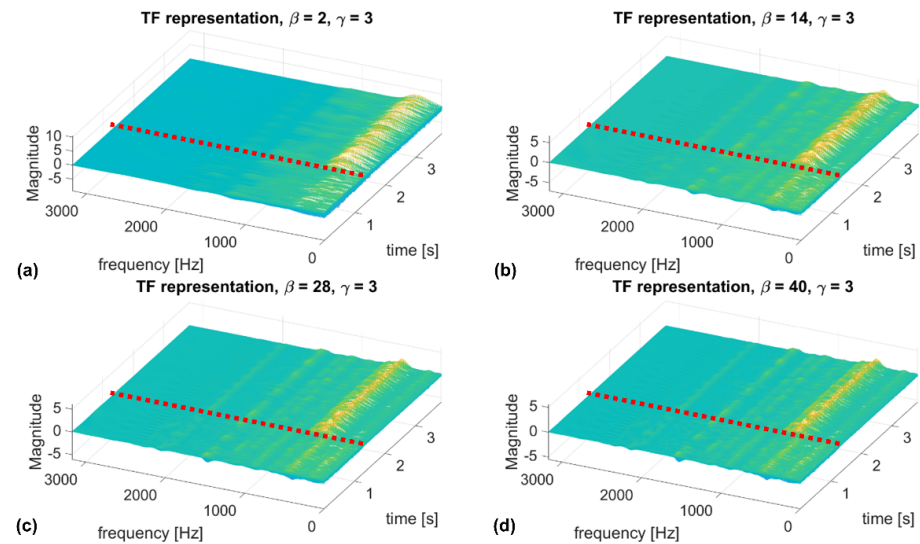 TF representation, β = 2, γ = 3
Magnitude
10
5
0
-5
3000
2000
1000
0
frequency [Hz]
1
2
3
time [s]
(a)
TF representation, β = 14, γ = 3
Magnitude
5
0
-5
3000
2000
1000
0
frequency [Hz]
1
2
3
time [s]
(b)
TF representation, β = 28, γ = 3
Magnitude
5
0
-5
3000
2000
1000
0
frequency [Hz]
1
2
3
time [s]
(c)
TF representation, β = 40, γ = 3
Magnitude
5
0
-5
3000
2000
1000
0
frequency [Hz]
1
2
3
time [s]
(d)